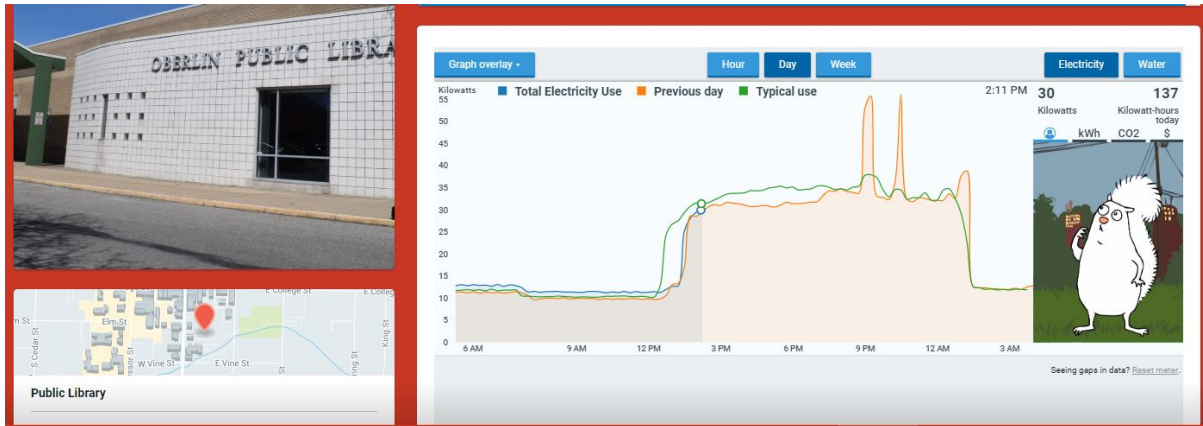 OBERLIN PUBLIC LIBRA
E College St
E Colleg
m St
Elm St
S Cedar St
W Vine St
E Vine St
King St
Public Library
Graph overlay
Hour
Day
Week
Electricity
Water
Kilowatts
Total Electricity Use
Previous day
Typical use
2:11 PM
30
Kilowatts
137
Kilowatt-hours
today
kWh
CO2
$
55
50
45
40
35
30
25
20
15
10
5
0
6 AM
9 AM
12 PM
3 PM
6 PM
9 PM
12 AM
3 AM
Seeing gaps in data? Reset meter.